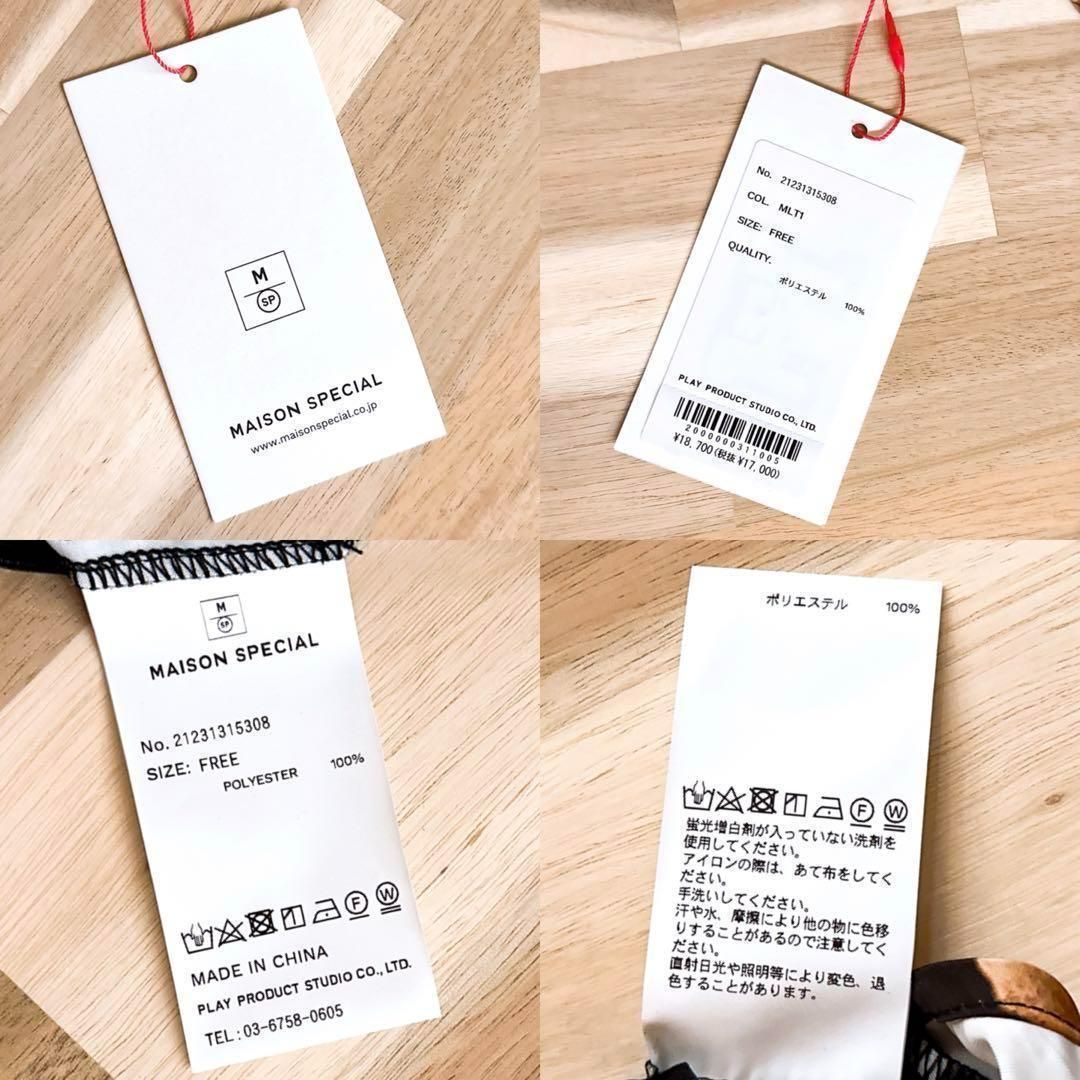 M
SP
MAISON SPECIAL
www.maisonspecial.co.jp
No. 21231315308
COL. MLT1
SIZE: FREE
QUALITY.
ポリエステル 100%
PLAY PRODUCT STUDIO CO., LTD.
2000000311005
¥18,700(税抜¥17,000)
M
SP
MAISON SPECIAL
No. 21231315308
SIZE: FREE
POLYESTER 100%
F W
MADE IN CHINA
PLAY PRODUCT STUDIO CO., LTD.
TEL:03-6758-0605
ポリエステル 100%
F W
蛍光増白剤が入っていない洗剤を
使用してください。
アイロンの際は、あて布をしてく
ださい。
手洗いしてください。
汗や水、摩擦により他の物に色移
りすることがあるので注意してく
ださい。
直射日光や照明等により変色、退
色することがあります。